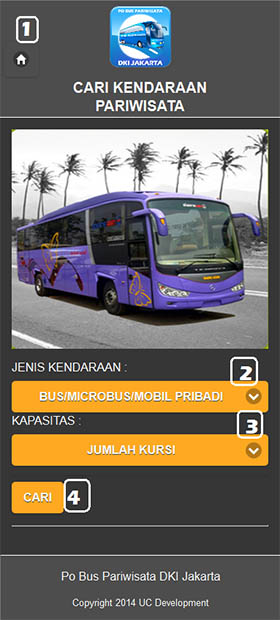 1
PO BUS PARIWISATA
DKI JAKARTA
CARI KENDARAAN
PARIWISATA
JENIS KENDARAAN :
2
BUS/MICROBUS/MOBIL PRIBADI
KAPASITAS :
3
JUMLAH KURSI
CARI
4
Po Bus Pariwisata DKI Jakarta
Copyright 2014 UC Development